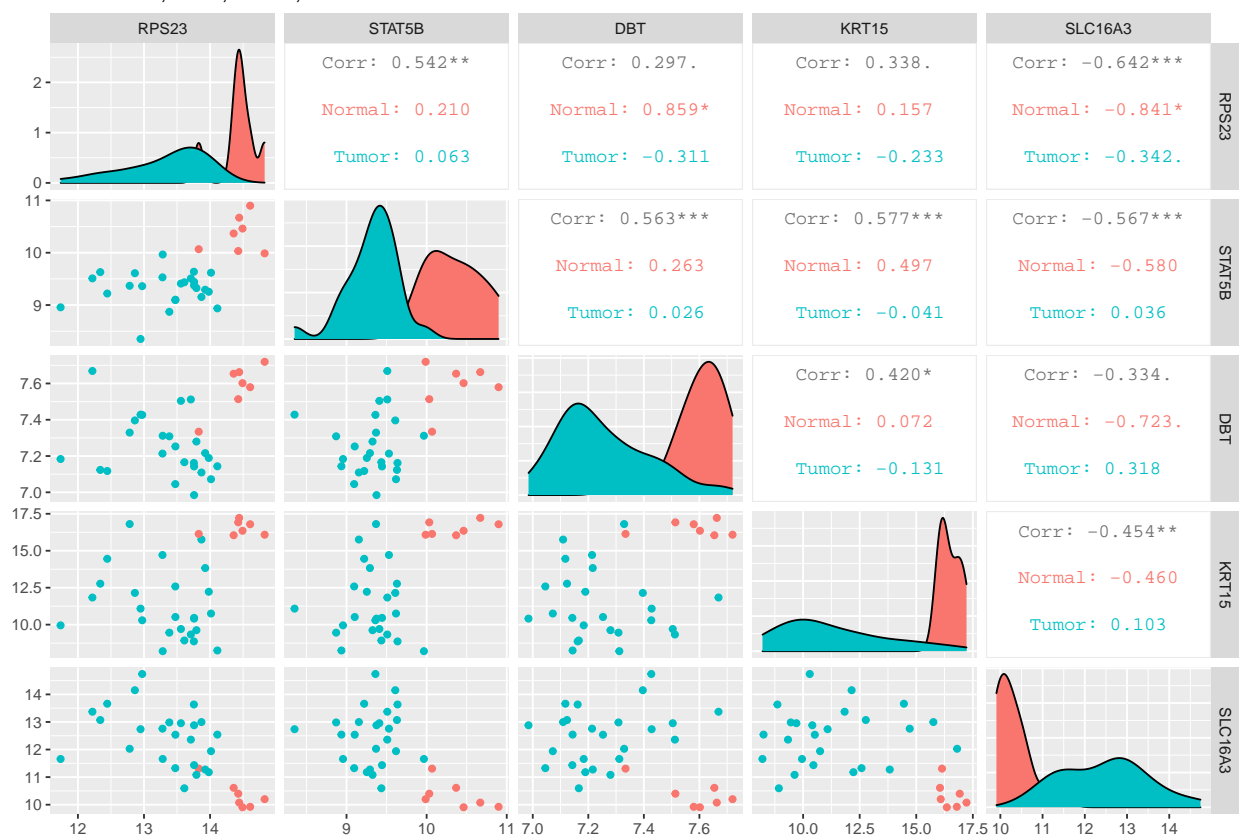 RPS23 STAT5B DBT KRT15 SLC16A3
Corr: 0.542** Corr: 0.297. Corr: 0.338. Corr: −0.642***
2
Normal: 0.210 Normal: 0.859* Normal: 0.157 Normal: −0.841*
RPS23
1
Tumor: 0.063 Tumor: −0.311 Tumor: −0.233 Tumor: −0.342.
0
11
Corr: 0.563*** Corr: 0.577*** Corr: −0.567***
10
Normal: 0.263 Normal: 0.497 Normal: −0.580
STAT5B
9
Tumor: 0.026 Tumor: −0.041 Tumor: 0.036
Corr: 0.420* Corr: −0.334.
7.6
7.4
Normal: 0.072 Normal: −0.723.
DBT
7.2
Tumor: −0.131 Tumor: 0.318
7.0
17.5
Corr: −0.454**
15.0
Normal: −0.460
KRT15
12.5
Tumor: 0.103
10.0
14
13
SLC16A3
12
11
10
12 13 14 9 10 11 7.0 7.2 7.4 7.6 10.0 12.5 15.0 17.5 10 11 12 13 14